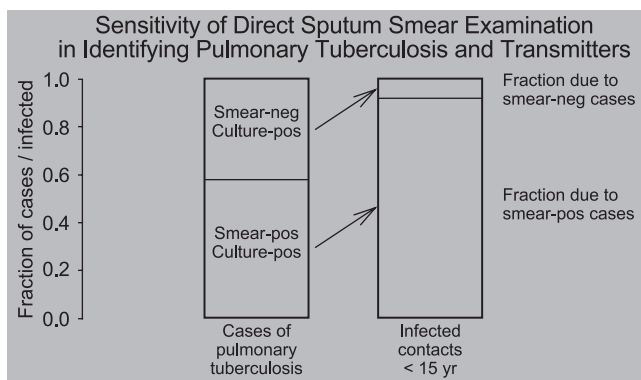 Sensitivity of Direct Sputum Smear Examination
in Identifying Pulmonary Tuberculosis and Transmitters
Fraction of cases / infected
1.0
0.8
0.6
0.4
0.2
0.0
Smear-neg
Culture-pos
Smear-pos
Culture-pos
Fraction due to
smear-neg cases
Fraction due to
smear-pos cases
Cases of
pulmonary
tuberculosis
Infected
contacts
< 15 yr